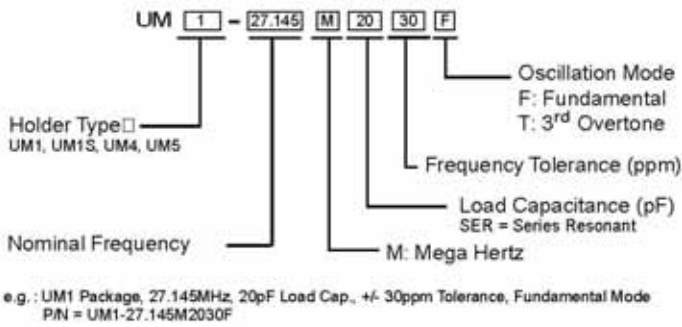 UM 1 - 27.145 M 20 30 F
Oscillation Mode
F: Fundamental
T: 3rd Overtone
Holder Type□
UM1, UM1S, UM4, UM5
Frequency Tolerance (ppm)
Load Capacitance (pF)
SER = Series Resonant
Nominal Frequency
M: Mega Hertz
e.g. : UM1 Package, 27.145MHz, 20pF Load Cap., +/- 30ppm Tolerance, Fundamental Mode
P/N = UM1-27.145M2030F